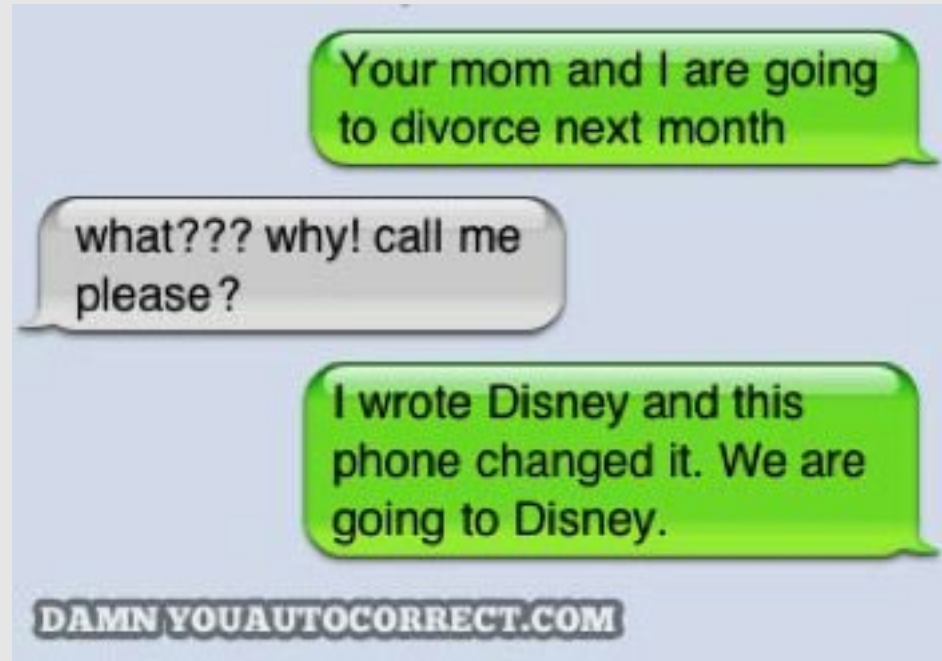 Your mom and I are going
to divorce next month
what??? why! call me
please?
I wrote Disney and this
phone changed it. We are
going to Disney.
DAMN YOUAUTOCORRECT.COM